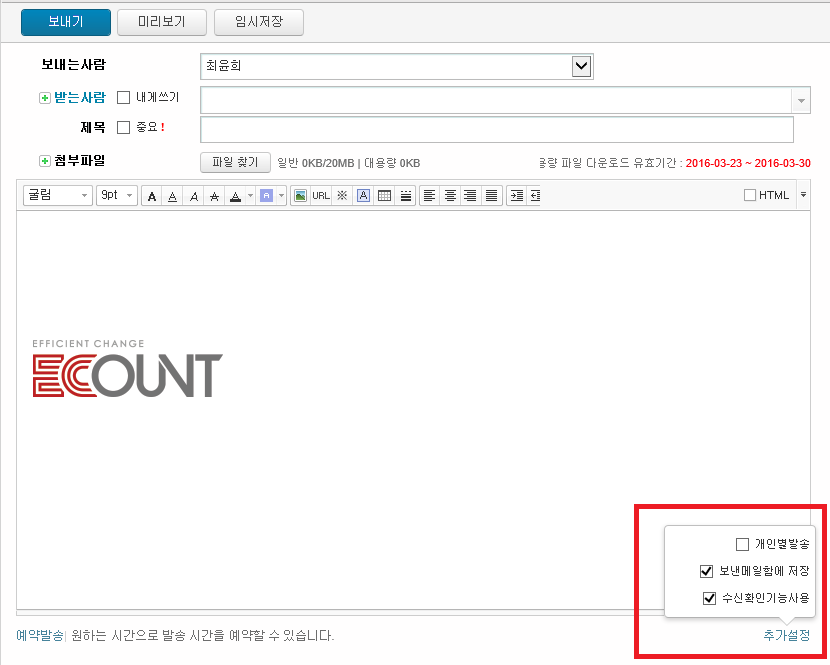 보내기 미리보기 임시저장
보내는사람 최윤희
받는사람 내게쓰기
제목 중요!
첨부파일 파일 찾기 일반 0KB/20MB | 대용량 0KB 용량 파일 다운로드 유효기간 : 2016-03-23 ~ 2016-03-30
굴림 9pt 가 가 가 가 가 가 URL ※ A HTML
EFFICIENT CHANGE
ECOUNT
개인별발송
보낸메일함에 저장
수신확인기능사용
예약발송| 원하는 시간으로 발송 시간을 예약할 수 있습니다. 추가설정